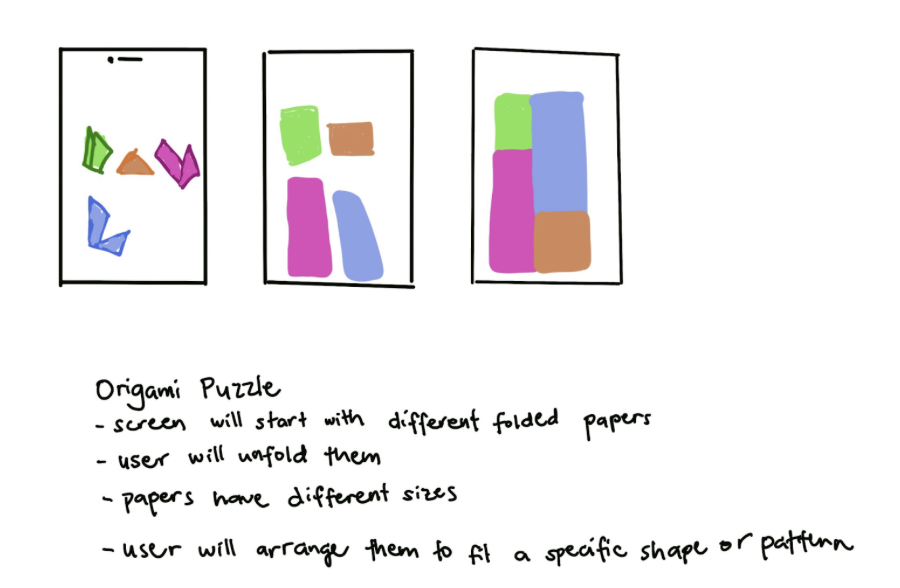 Origami Puzzle
- screen will start with different folded papers
- user will unfold them
- papers have different sizes
- user will arrange them to fit a specific shape or pattern